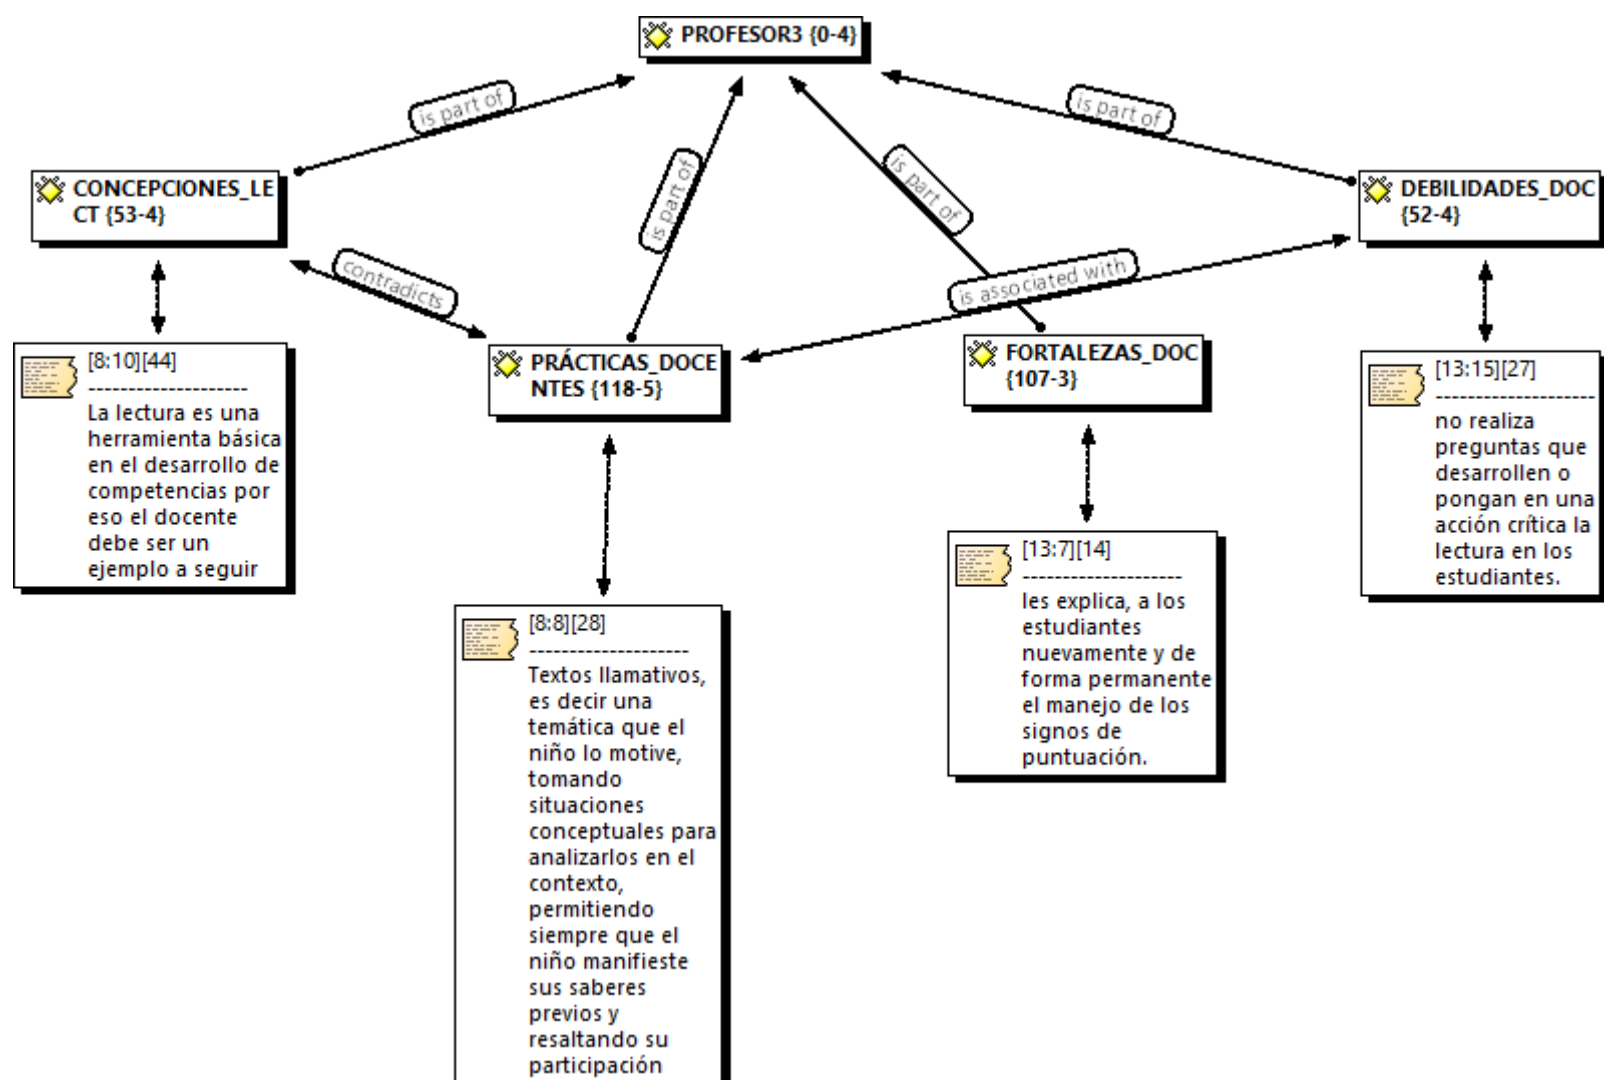 PROFESOR3 {0-4}
is part of
is part of
is part of
is part of
CONCEPCIONES_LE
CT {53-4}
DEBILIDADES_DOC
{52-4}
contradicts
is associated with
PRÁCTICAS_DOCE
NTES {118-5}
FORTALEZAS_DOC
{107-3}
[8:10][44]
--------------------
La lectura es una
herramienta básica
en el desarrollo de
competencias por
eso el docente
debe ser un
ejemplo a seguir
[8:8][28]
--------------------
Textos llamativos,
es decir una
temática que el
niño lo motive,
tomando
situaciones
conceptuales para
analizarlos en el
contexto,
permitiendo
siempre que el
niño manifieste
sus saberes
previos y
resaltando su
participación
[13:7][14]
--------------------
les explica, a los
estudiantes
nuevamente y de
forma permanente
el manejo de los
signos de
puntuación.
[13:15][27]
--------------------
no realiza
preguntas que
desarrollen o
pongan en una
acción crítica la
lectura en los
estudiantes.